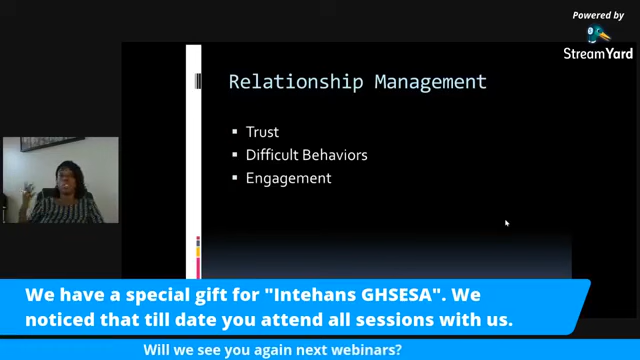 Powered by
StreamYard
Relationship Management
Trust
Difficult Behaviors
Engagement
We have a special gift for "Intehans GHSESA". We
noticed that till date you attend all sessions with us.
Will we see you again next webinars?